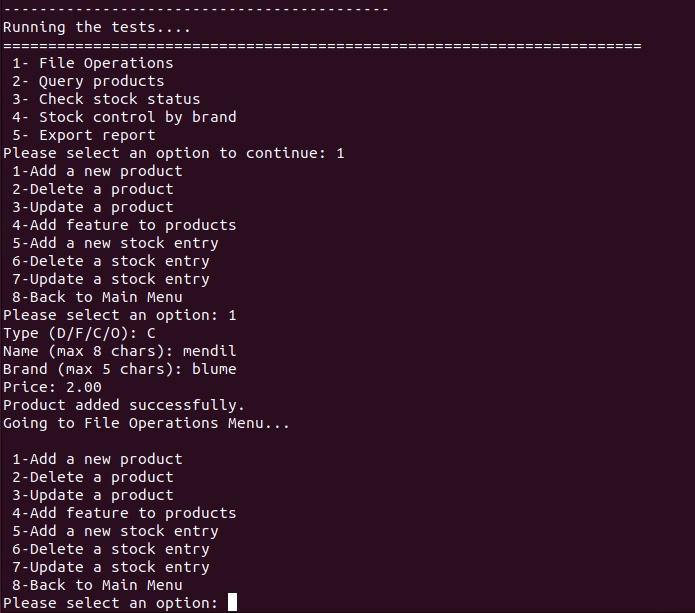 -------------------------------------------
Running the tests....
=======================================================================
1- File Operations
2- Query products
3- Check stock status
4- Stock control by brand
5- Export report
Please select an option to continue: 1
1-Add a new product
2-Delete a product
3-Update a product
4-Add feature to products
5-Add a new stock entry
6-Delete a stock entry
7-Update a stock entry
8-Back to Main Menu
Please select an option: 1
Type (D/F/C/O): C
Name (max 8 chars): mendil
Brand (max 5 chars): blume
Price: 2.00
Product added successfully.
Going to File Operations Menu...

1-Add a new product
2-Delete a product
3-Update a product
4-Add feature to products
5-Add a new stock entry
6-Delete a stock entry
7-Update a stock entry
8-Back to Main Menu
Please select an option: